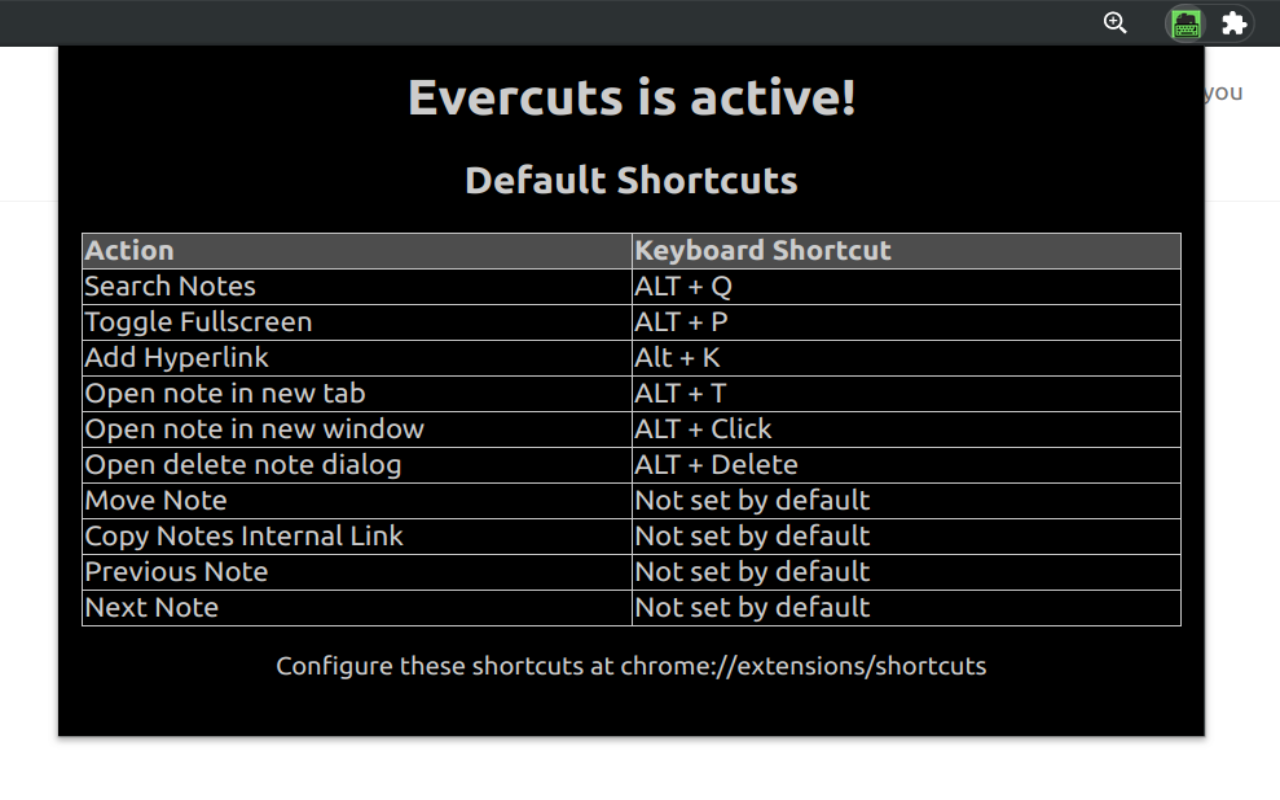 you
Evercuts is active!
Default Shortcuts
Action Keyboard Shortcut
Search Notes ALT + Q
Toggle Fullscreen ALT + P
Add Hyperlink Alt + K
Open note in new tab ALT + T
Open note in new window ALT + Click
Open delete note dialog ALT + Delete
Move Note Not set by default
Copy Notes Internal Link Not set by default
Previous Note Not set by default
Next Note Not set by default
Configure these shortcuts at chrome://extensions/shortcuts